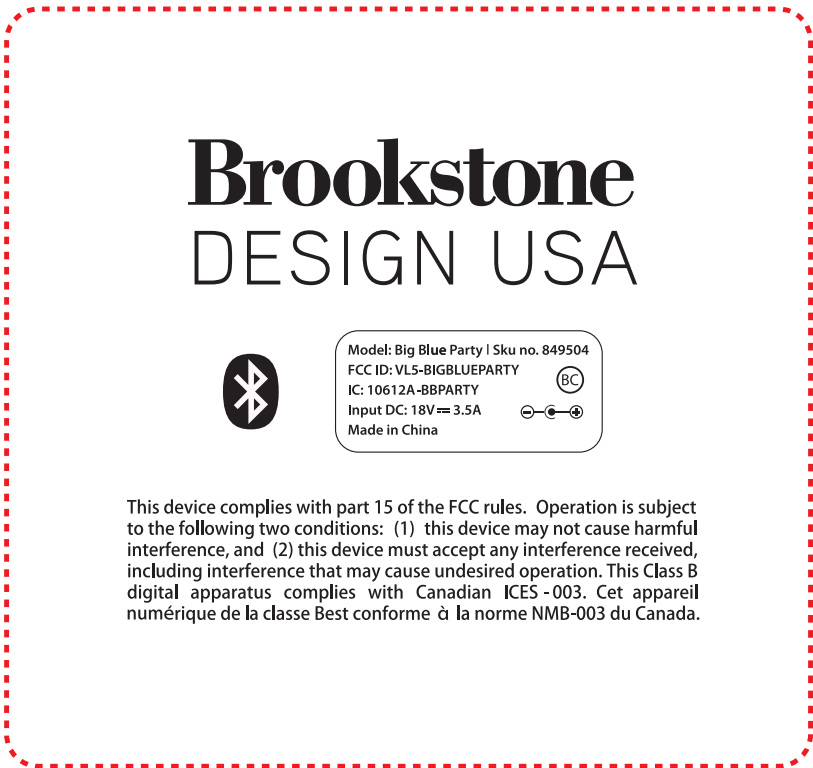 Brookstone
DESIGN USA
Model: Big Blue Party | Sku no. 849504
FCC ID: VL5-BIGBLUEPARTY
BC
IC: 10612A-BBPARTY
Input DC: 18V⎓3.5A
Made in China
This device complies with part 15 of the FCC rules. Operation is subject
to the following two conditions: (1) this device may not cause harmful
interference, and (2) this device must accept any interference received,
including interference that may cause undesired operation. This Class B
digital apparatus complies with Canadian ICES - 003. Cet appareil
numérique de la classe Best conforme à la norme NMB-003 du Canada.